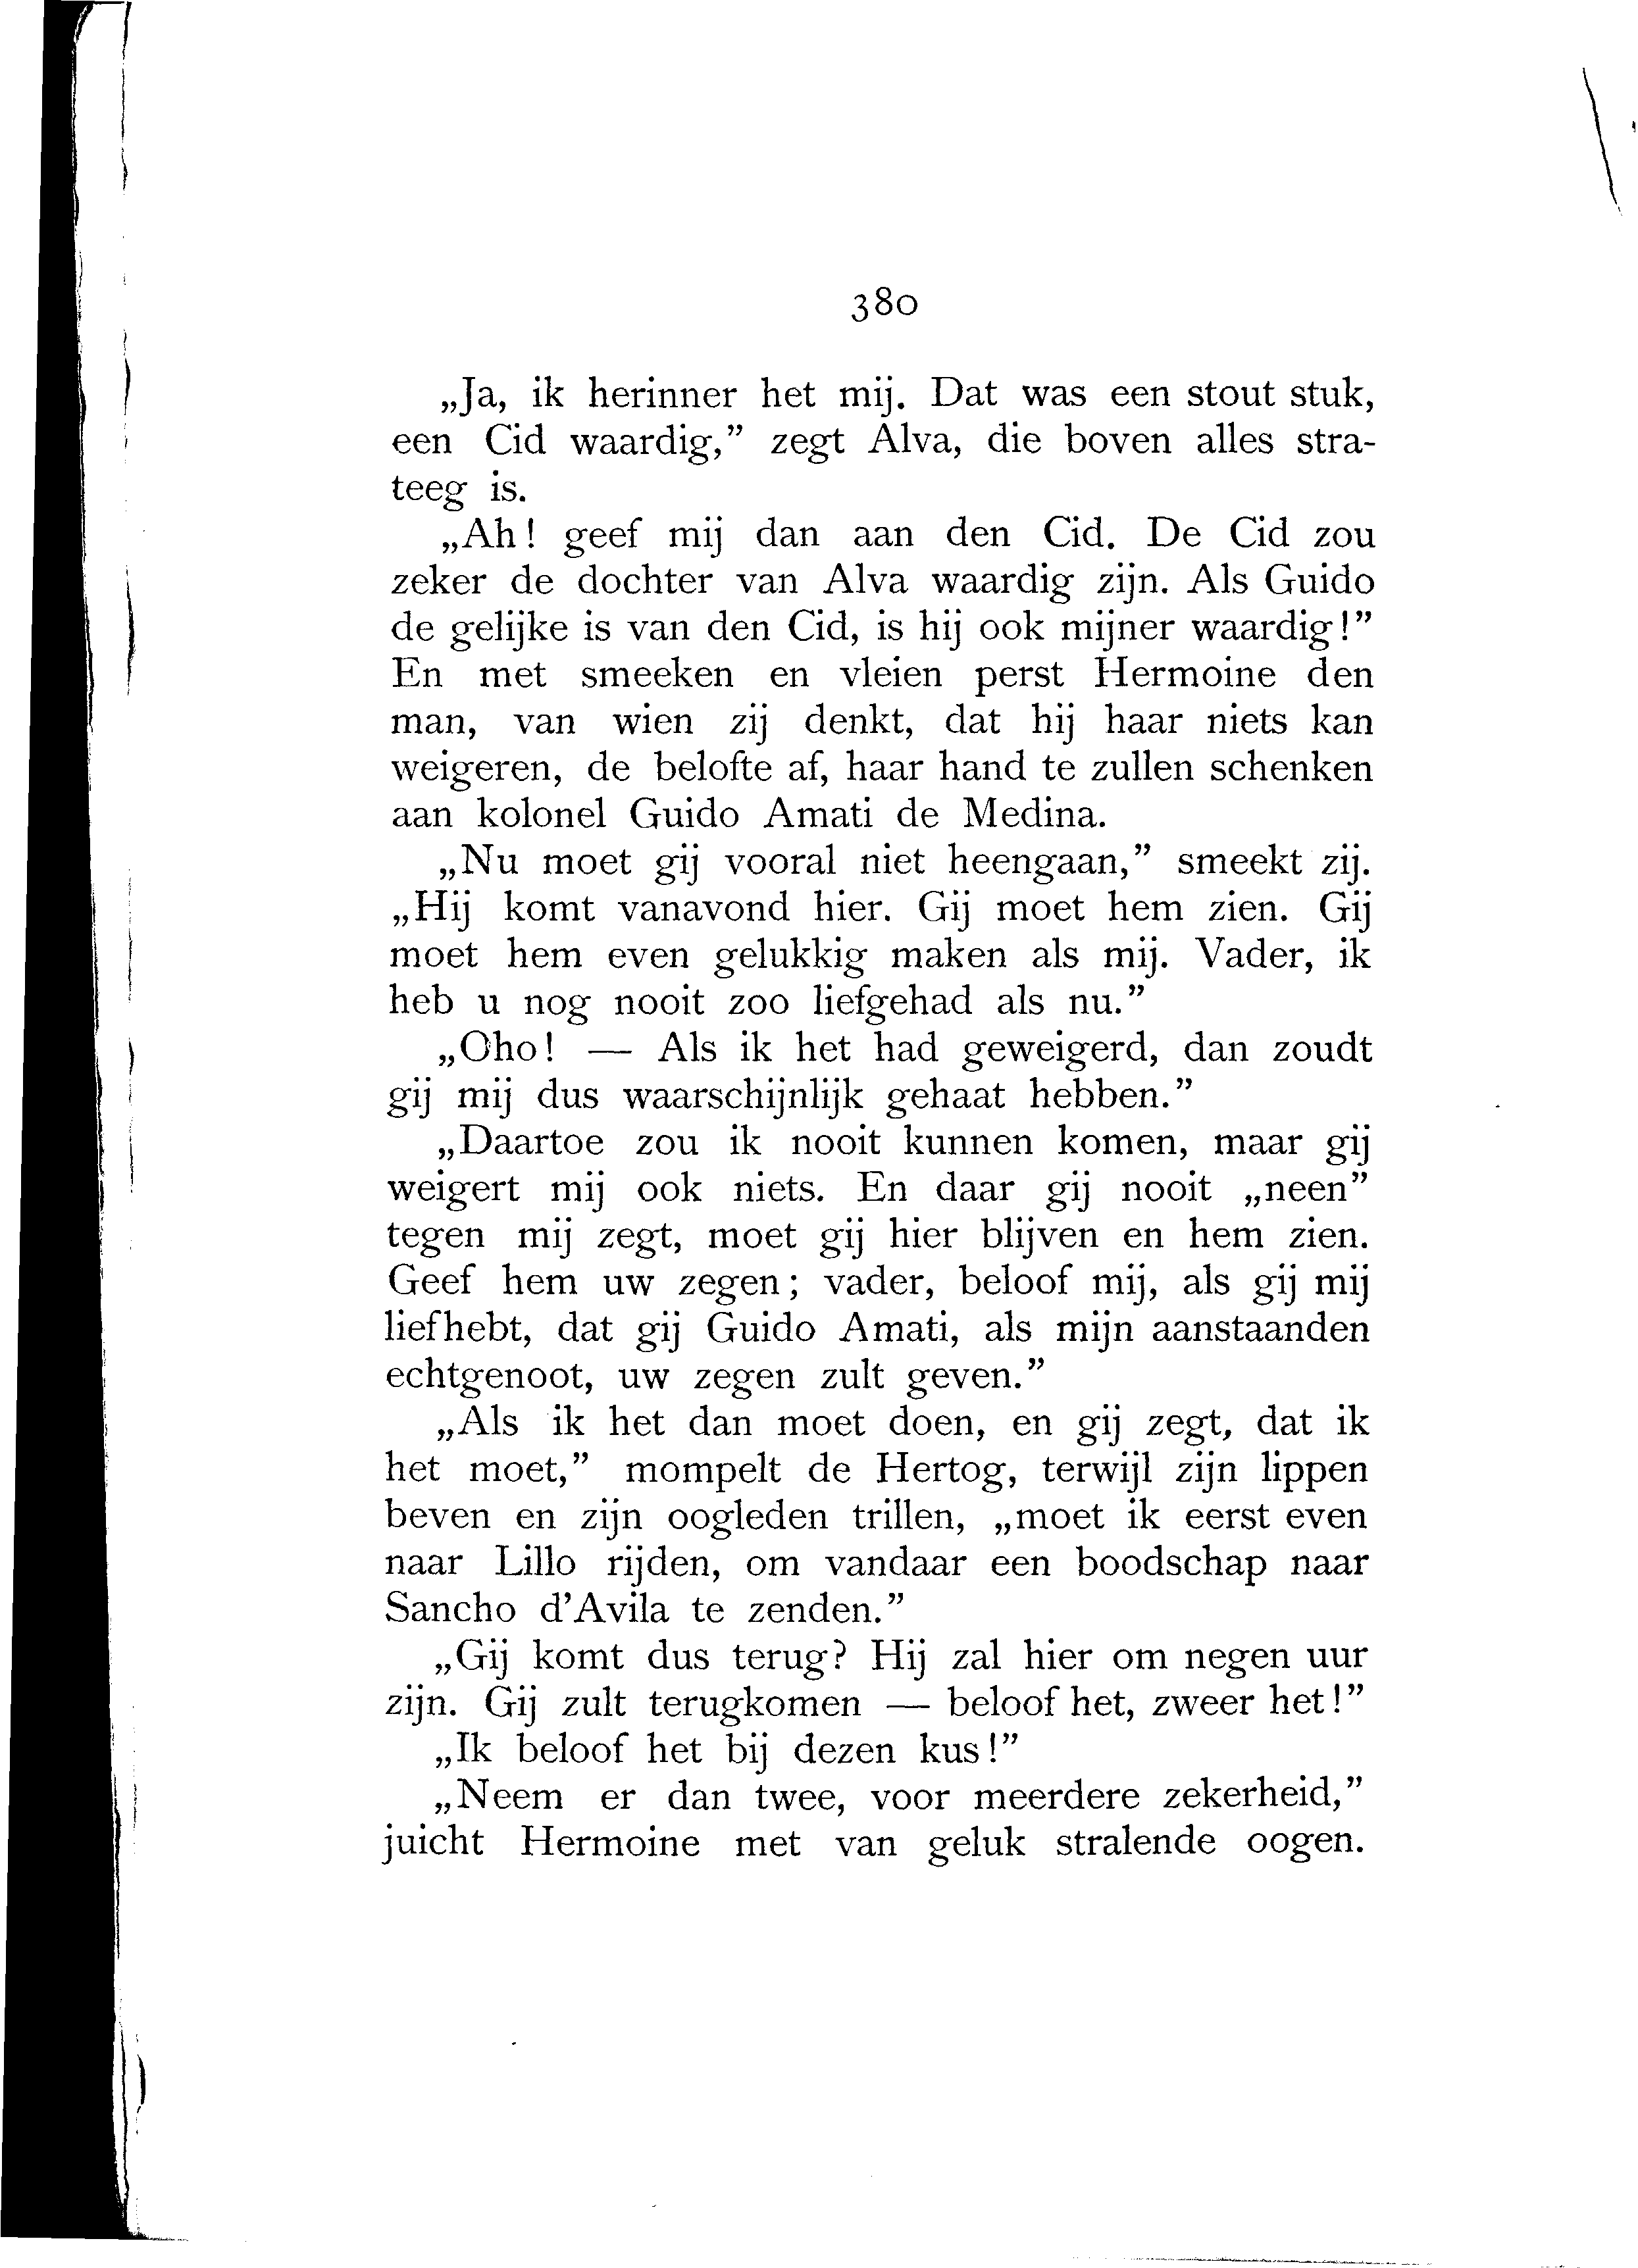 380
„Ja, ik herinner het mij. Dat was een stout stuk,
een Cid waardig,” zegt Alva, die boven alles stra-
teeg is.
„Ah! geef mij dan aan den Cid. De Cid zou
zeker de dochter van Alva waardig zijn. Als Guido
de gelijke is van den Cid, is hij ook mijner waardig!”
En met smeeken en vleien perst Hermoine den
man, van wien zij denkt, dat hij haar niets kan
weigeren, de belofte af, haar hand te zullen schenken
aan kolonel Guido Amati de Medina.
„Nu moet gij vooral niet heengaan,” smeekt zij.
„Hij komt vanavond hier. Gij moet hem zien. Gij
moet hem even gelukkig maken als mij. Vader, ik
heb u nog nooit zoo liefgehad als nu.”
„Oho! — Als ik het had geweigerd, dan zoudt
gij mij dus waarschijnlijk gehaat hebben.”
„Daartoe zou ik nooit kunnen komen, maar gij
weigert mij ook niets. En daar gij nooit „neen”
tegen mij zegt, moet gij hier blijven en hem zien.
Geef hem uw zegen; vader, beloof mij, als gij mij
liefhebt, dat gij Guido Amati, als mijn aanstaanden
echtgenoot, uw zegen zult geven.”
„Als ik het dan moet doen, en gij zegt, dat ik
het moet,” mompelt de Hertog, terwijl zijn lippen
beven en zijn oogleden trillen, „moet ik eerst even
naar Lillo rijden, om vandaar een boodschap naar
Sancho d'Avila te zenden.”
„Gij komt dus terug? Hij zal hier om negen uur
zijn. Gij zult terugkomen — beloof het, zweer het!”
„Ik beloof het bij dezen kus!”
„Neem er dan twee, voor meerdere zekerheid,”
juicht Hermoine met van geluk stralende oogen.